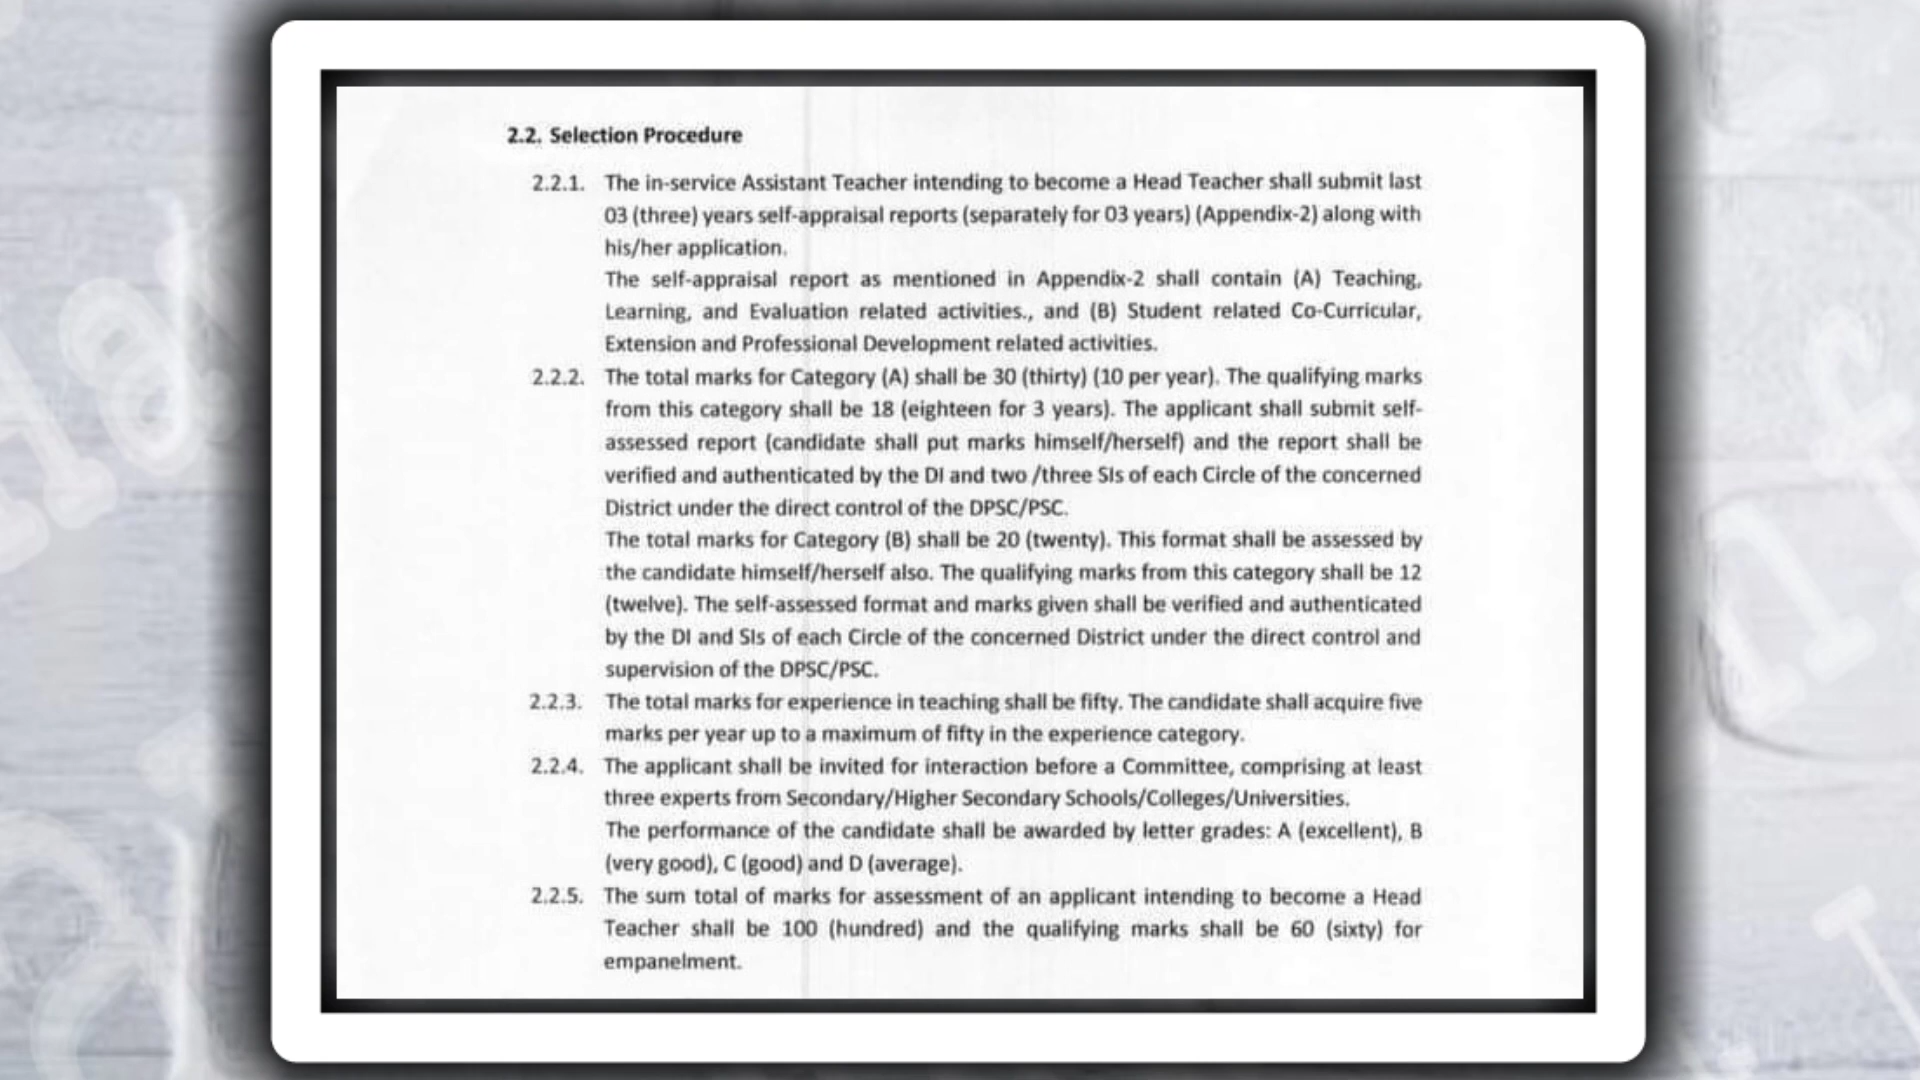 2.2. Selection Procedure
2.2.1. The in-service Assistant Teacher intending to become a Head Teacher shall submit last
03 (three) years self-appraisal reports (separately for 03 years) (Appendix-2) along with
his/her application.
The self-appraisal report as mentioned in Appendix-2 shall contain (A) Teaching,
Learning, and Evaluation related activities., and (B) Student related Co-Curricular,
Extension and Professional Development related activities.
2.2.2. The total marks for Category (A) shall be 30 (thirty) (10 per year). The qualifying marks
from this category shall be 18 (eighteen for 3 years). The applicant shall submit self-
assessed report (candidate shall put marks himself/herself) and the report shall be
verified and authenticated by the DI and two /three SIs of each Circle of the concerned
District under the direct control of the DPSC/PSC.
The total marks for Category (B) shall be 20 (twenty). This format shall be assessed by
the candidate himself/herself also. The qualifying marks from this category shall be 12
(twelve). The self-assessed format and marks given shall be verified and authenticated
by the DI and SIs of each Circle of the concerned District under the direct control and
supervision of the DPSC/PSC.
2.2.3. The total marks for experience in teaching shall be fifty. The candidate shall acquire five
marks per year up to a maximum of fifty in the experience category.
2.2.4. The applicant shall be invited for interaction before a Committee, comprising at least
three experts from Secondary/Higher Secondary Schools/Colleges/Universities.
The performance of the candidate shall be awarded by letter grades: A (excellent), B
(very good), C (good) and D (average).
2.2.5. The sum total of marks for assessment of an applicant intending to become a Head
Teacher shall be 100 (hundred) and the qualifying marks shall be 60 (sixty) for
empanelment.